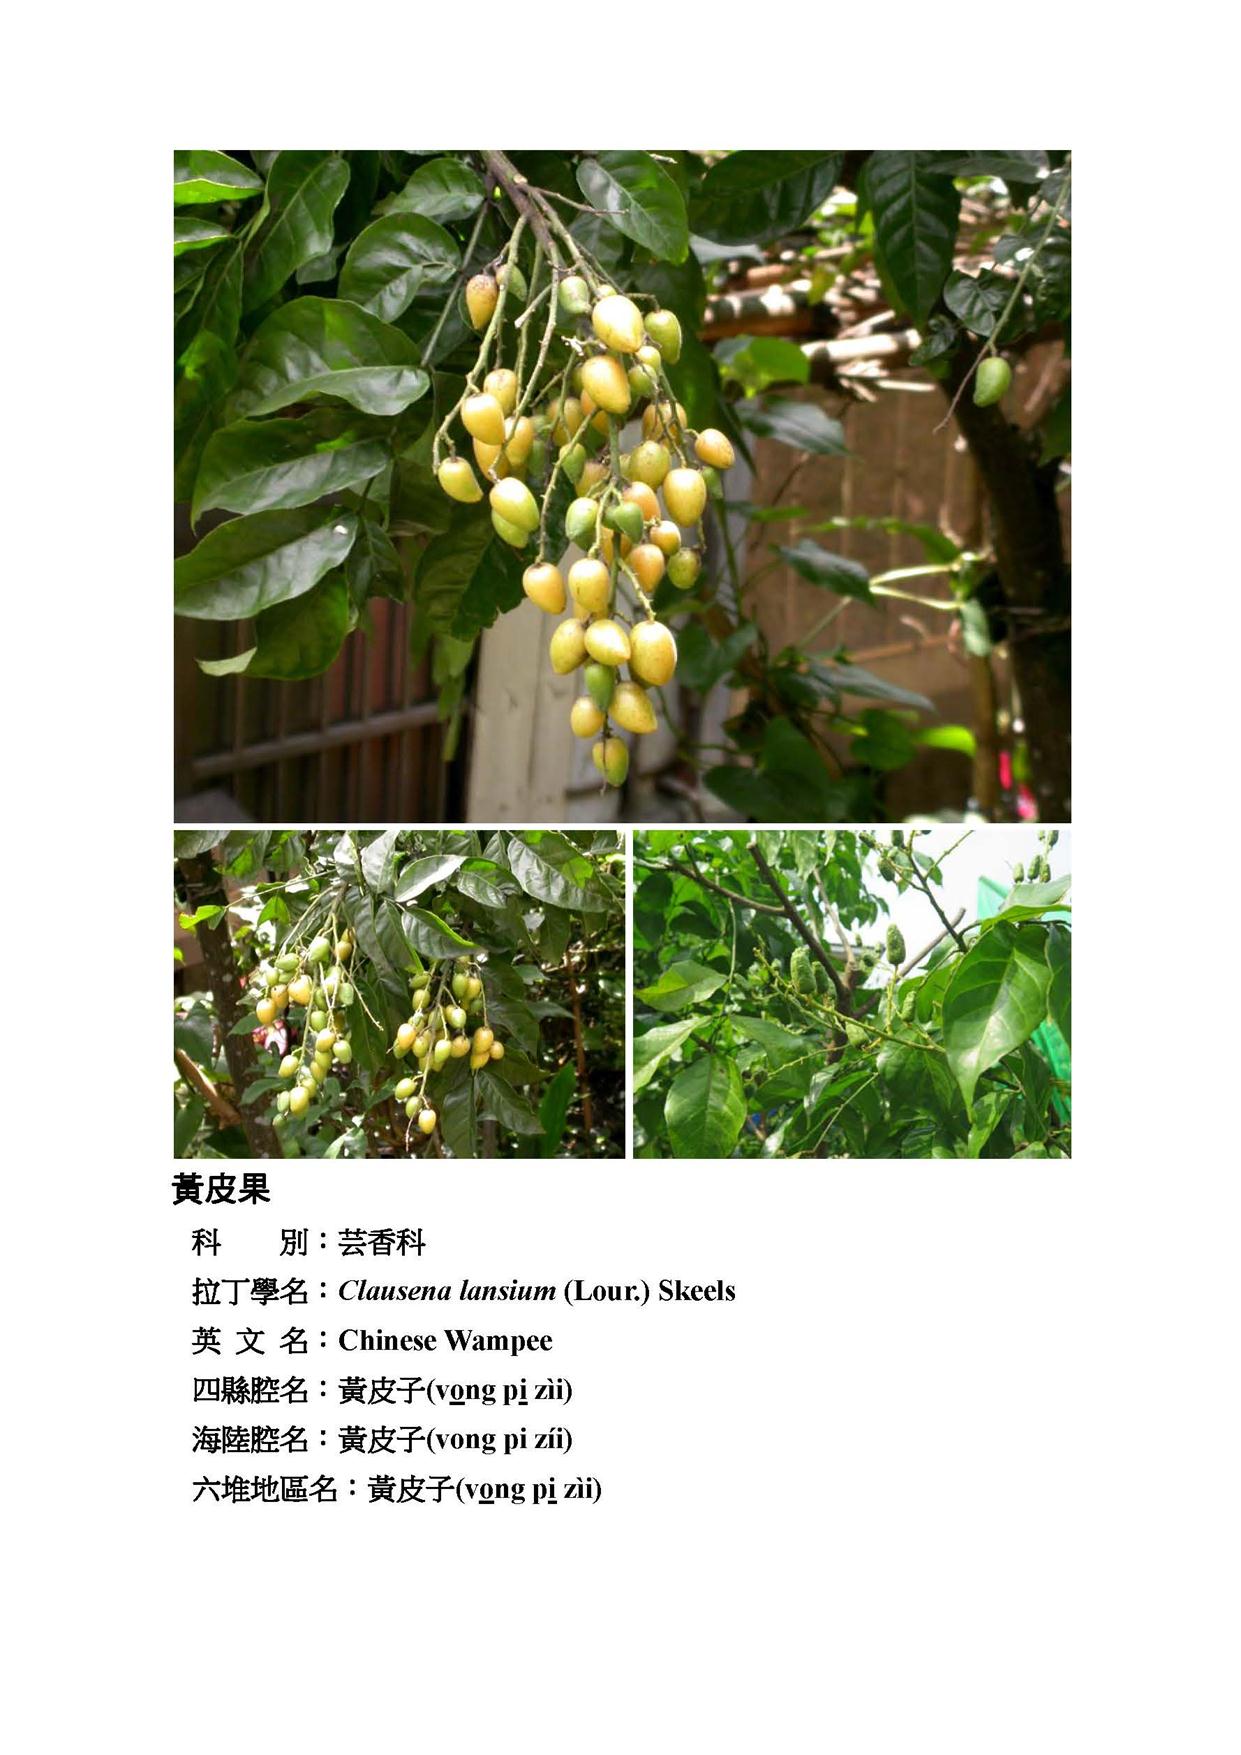 黃皮果
科　　別：芸香科
拉丁學名：Clausena lansium (Lour.) Skeels
英 文 名：Chinese Wampee
四縣腔名：黃皮子(vo̲ng pi̲ zìi)
海陸腔名：黃皮子(vong pi zíi)
六堆地區名：黃皮子(vo̲ng pi̲ zìi)